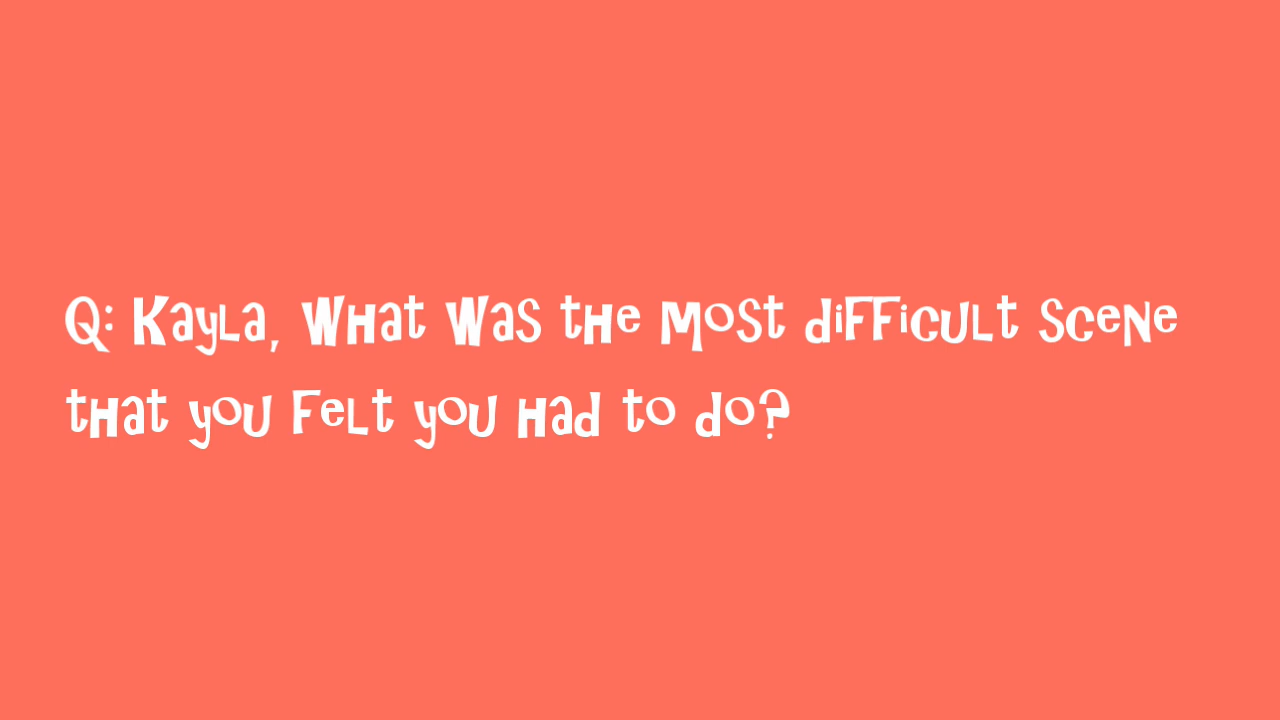 Q: Kayla, What was the most difficult scene
that you felt you had to do?